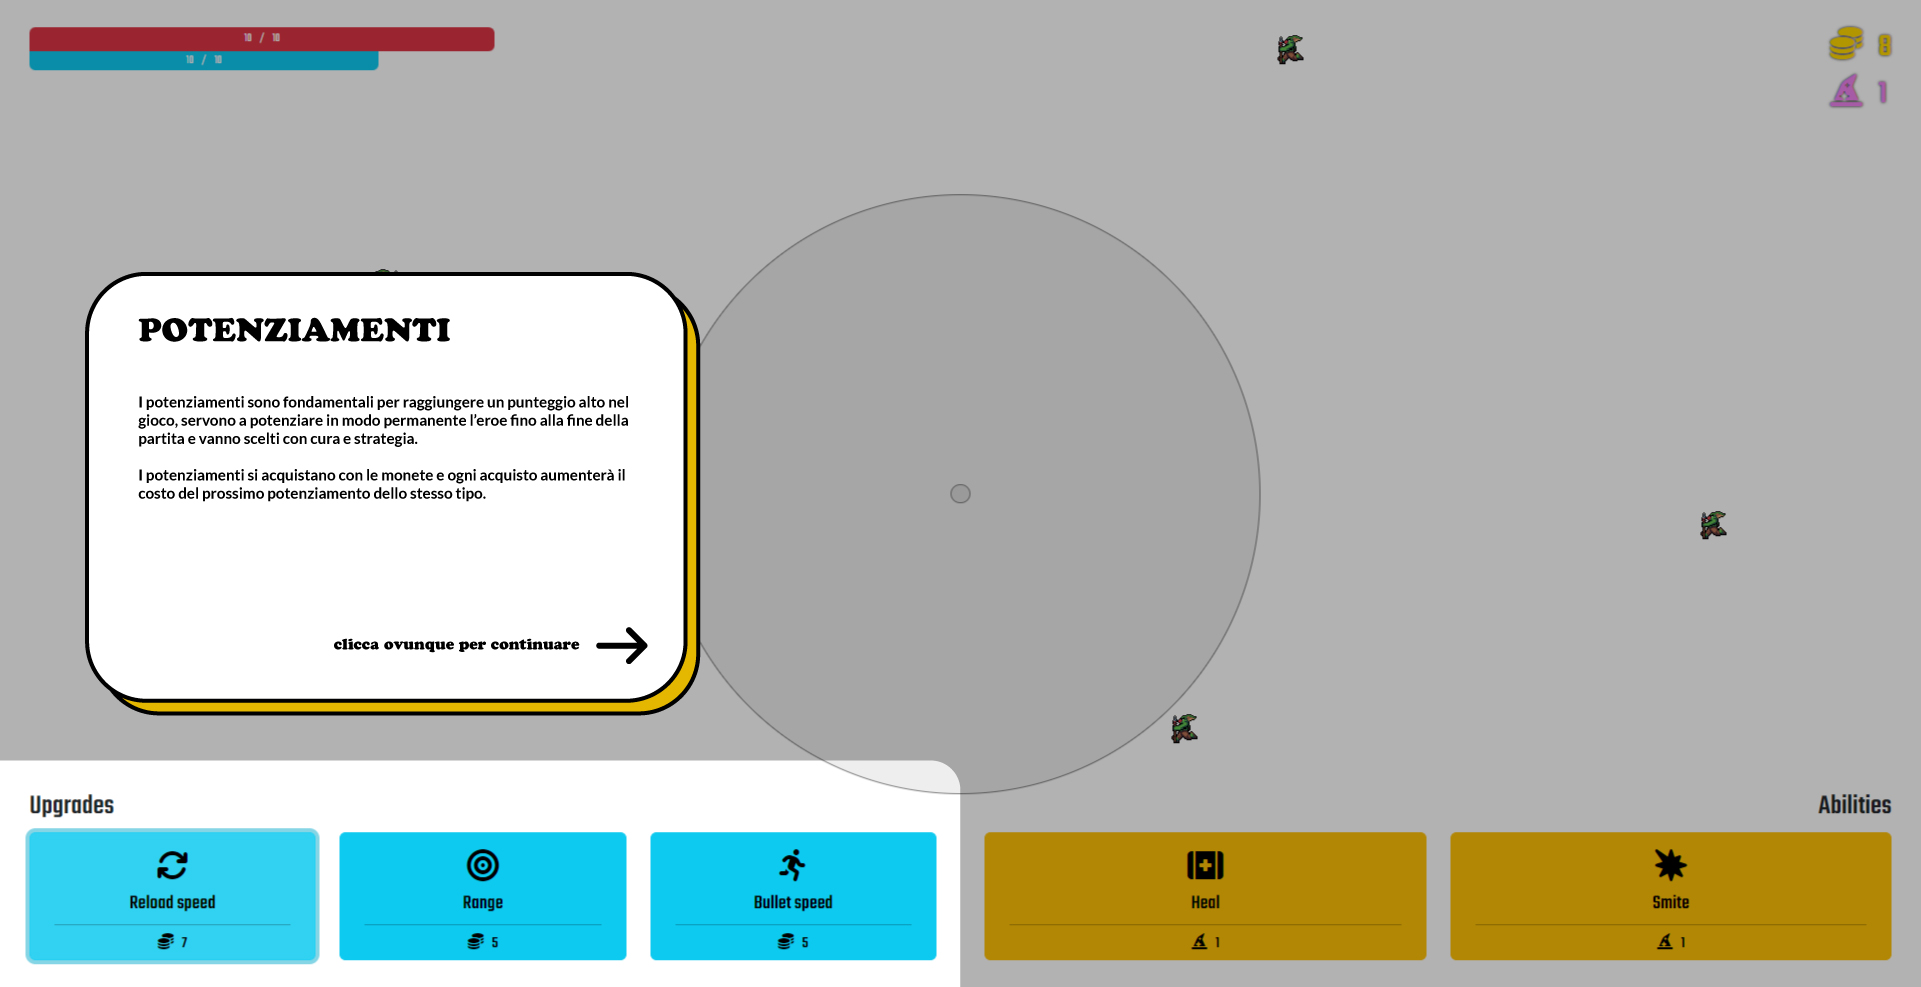 10 / 10
10 / 10
8
1
POTENZIAMENTI
I potenziamenti sono fondamentali per raggiungere un punteggio alto nel
gioco, servono a potenziare in modo permanente l'eroe fino alla fine della
partita e vanno scelti con cura e strategia.
I potenziamenti si acquistano con le monete e ogni acquisto aumenterà il
costo del prossimo potenziamento dello stesso tipo.
clicca ovunque per continuare
Upgrades
Abilities
Reload speed
Range
Bullet speed
Heal
Smite
7
5
5
1
1